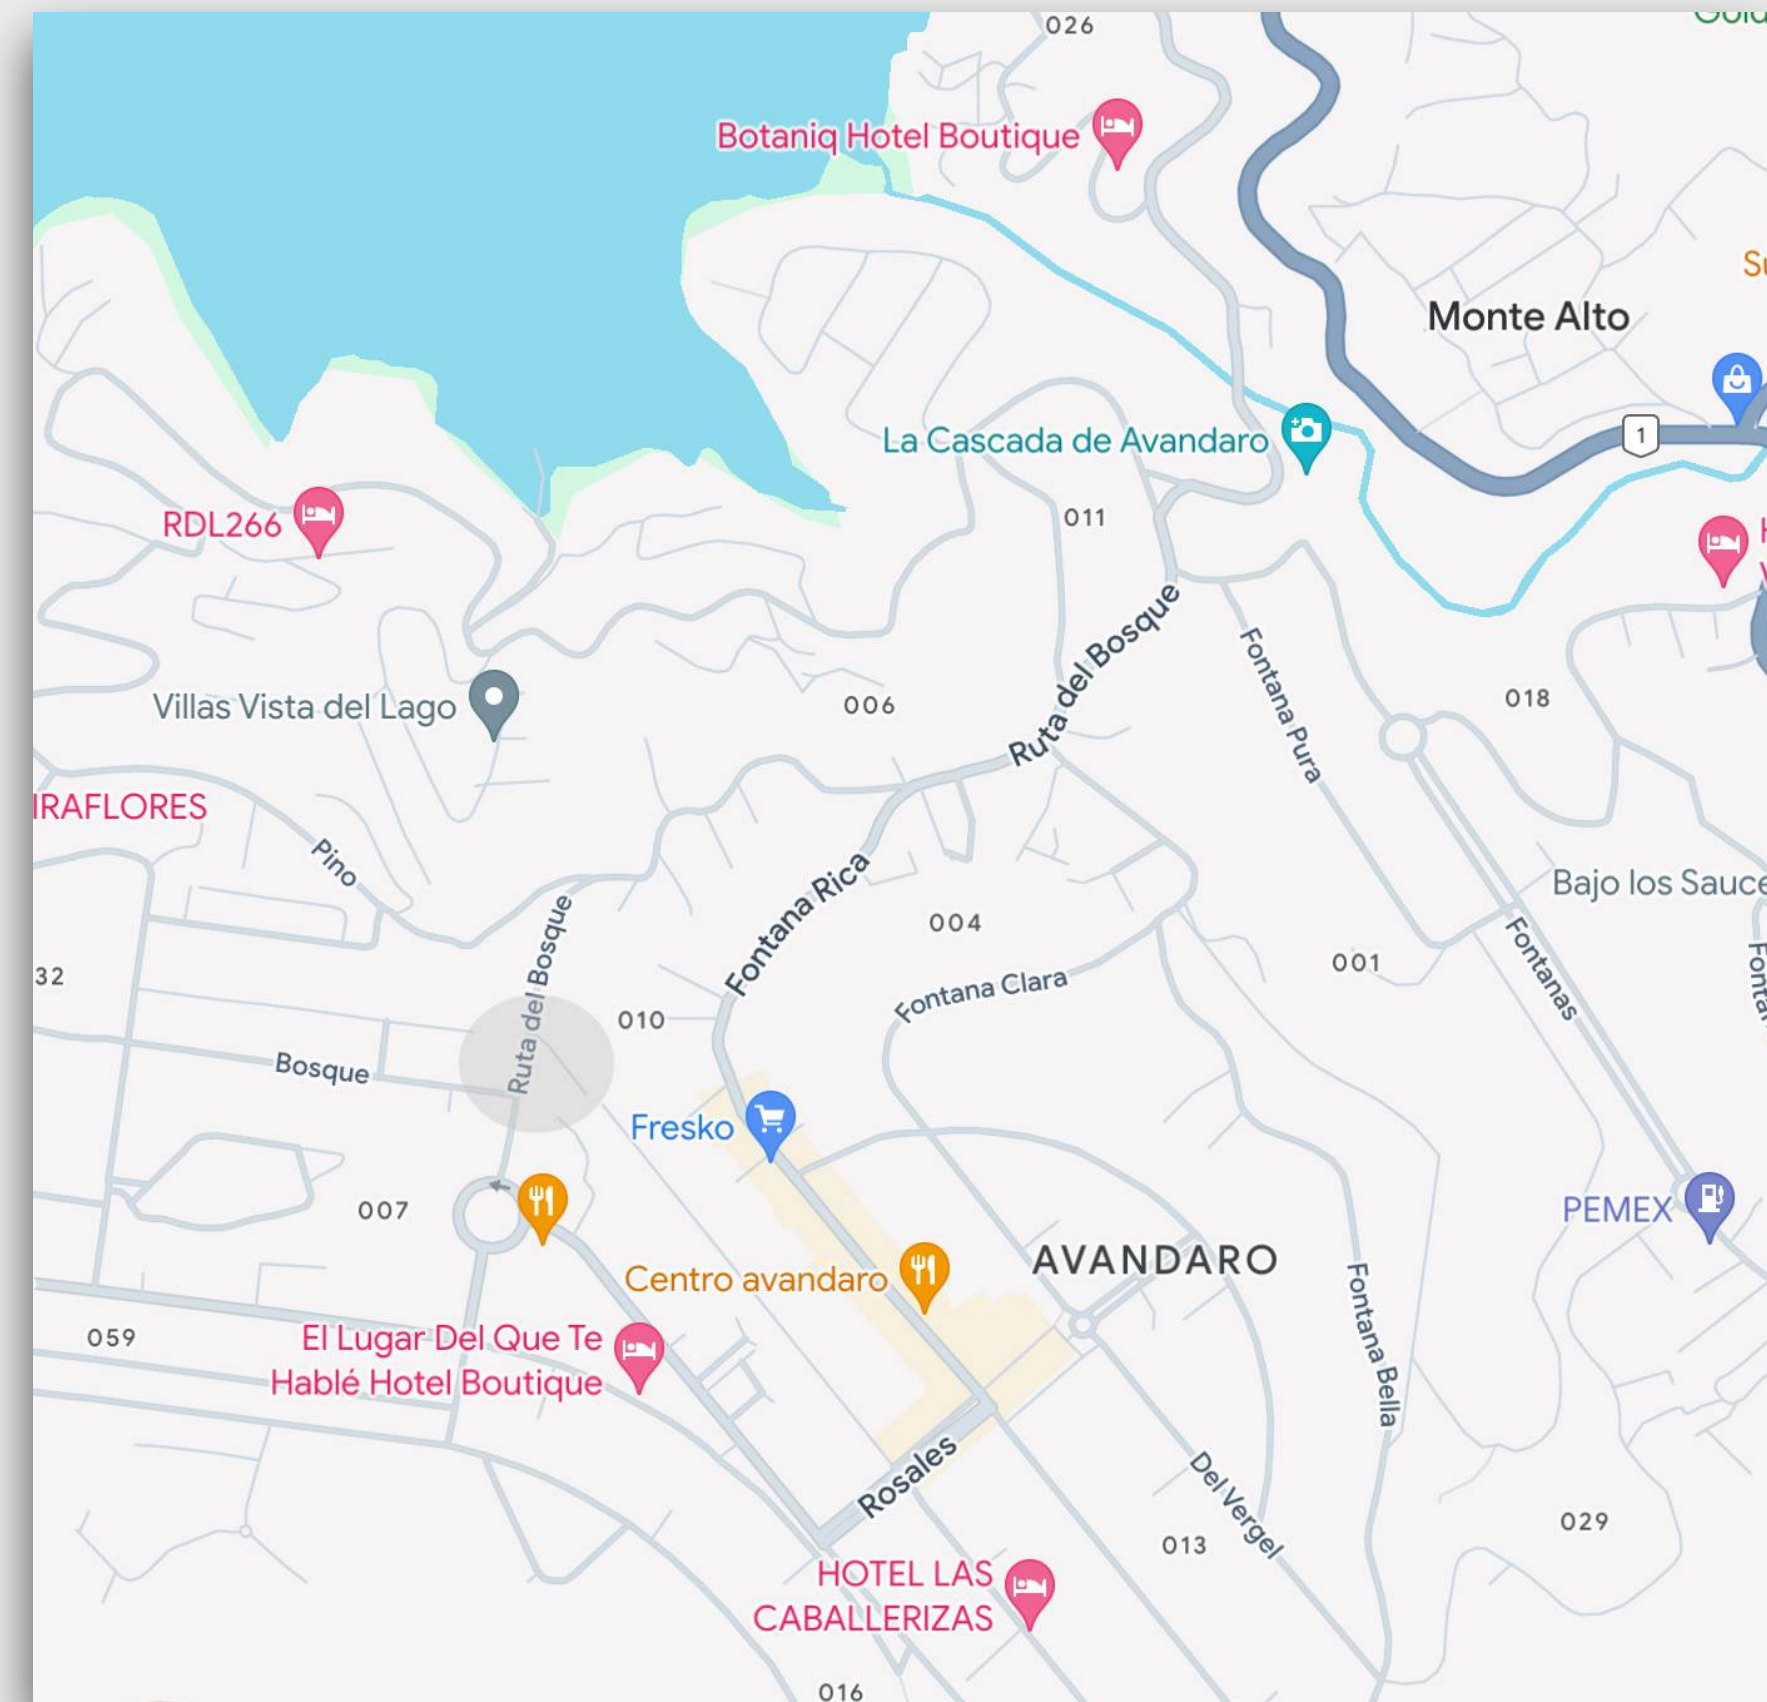 026
Botaniq Hotel Boutique
Monte Alto
La Cascada de Avandaro
1
RDL266
011
Ruta del Bosque
Fontana Pura
Villas Vista del Lago
006
018
IRAFLORES
Pino
Fontana Rica
Bajo los Sauce
Ruta del Bosque
004
Fontanas
001
32
Fontana Clara
010
Bosque
Fresko
007
PEMEX
AVANDARO
Centro avandaro
Fontana Bella
059
El Lugar Del Que Te
Hablé Hotel Boutique
Rosales
Del Vergel
029
013
HOTEL LAS
CABALLERIZAS
016